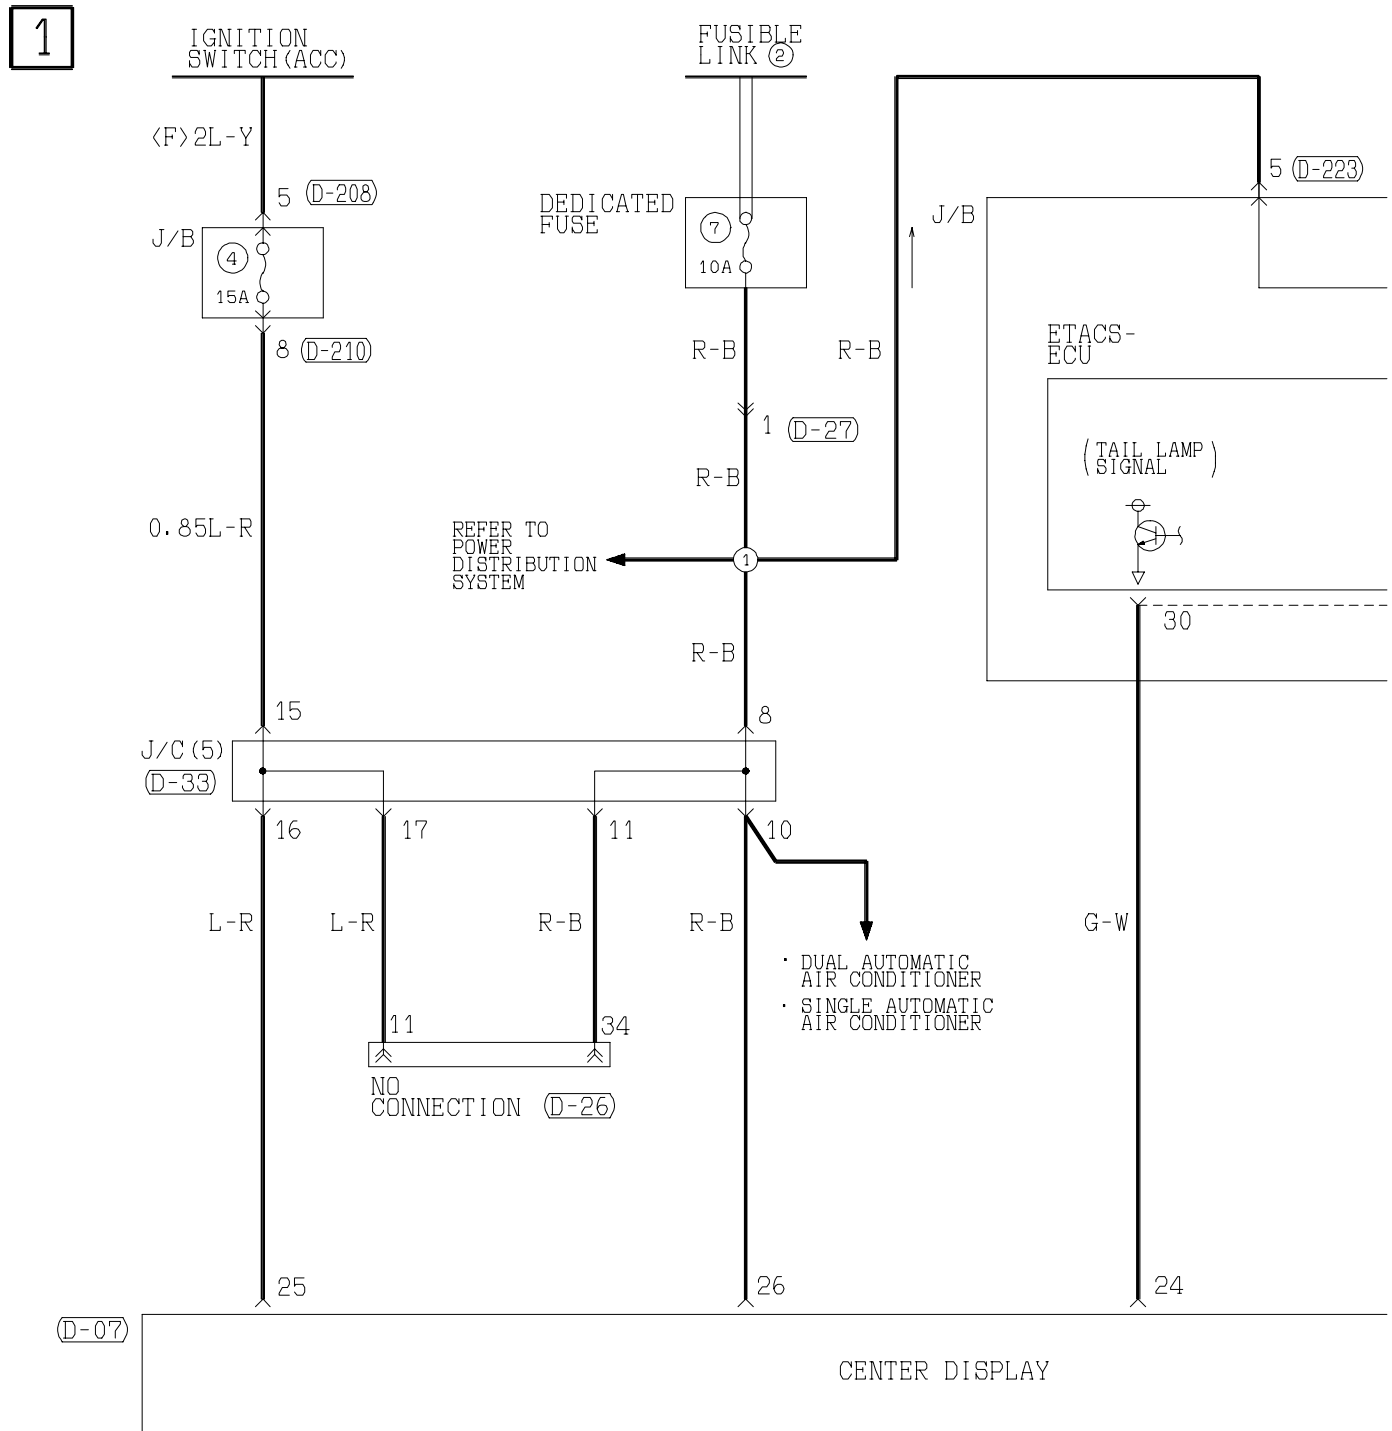 1
IGNITION
SWITCH(ACC)
FUSIBLE
LINK ②
<F>2L-Y
5 (D-208)
5 (D-223)
DEDICATED
FUSE
J/B
J/B
④
15A
⑦
10A
8 (D-210)
R-B
R-B
ETACS-
ECU
1 (D-27)
(TAIL LAMP
SIGNAL)
R-B
0.85L-R
REFER TO
POWER
DISTRIBUTION
SYSTEM
①
30
R-B
15
8
J/C(5)
(D-33)
16
17
11
10
L-R
L-R
R-B
R-B
G-W
· DUAL AUTOMATIC
AIR CONDITIONER
· SINGLE AUTOMATIC
AIR CONDITIONER
11
34
NO
CONNECTION (D-26)
25
26
24
(D-07)
CENTER DISPLAY